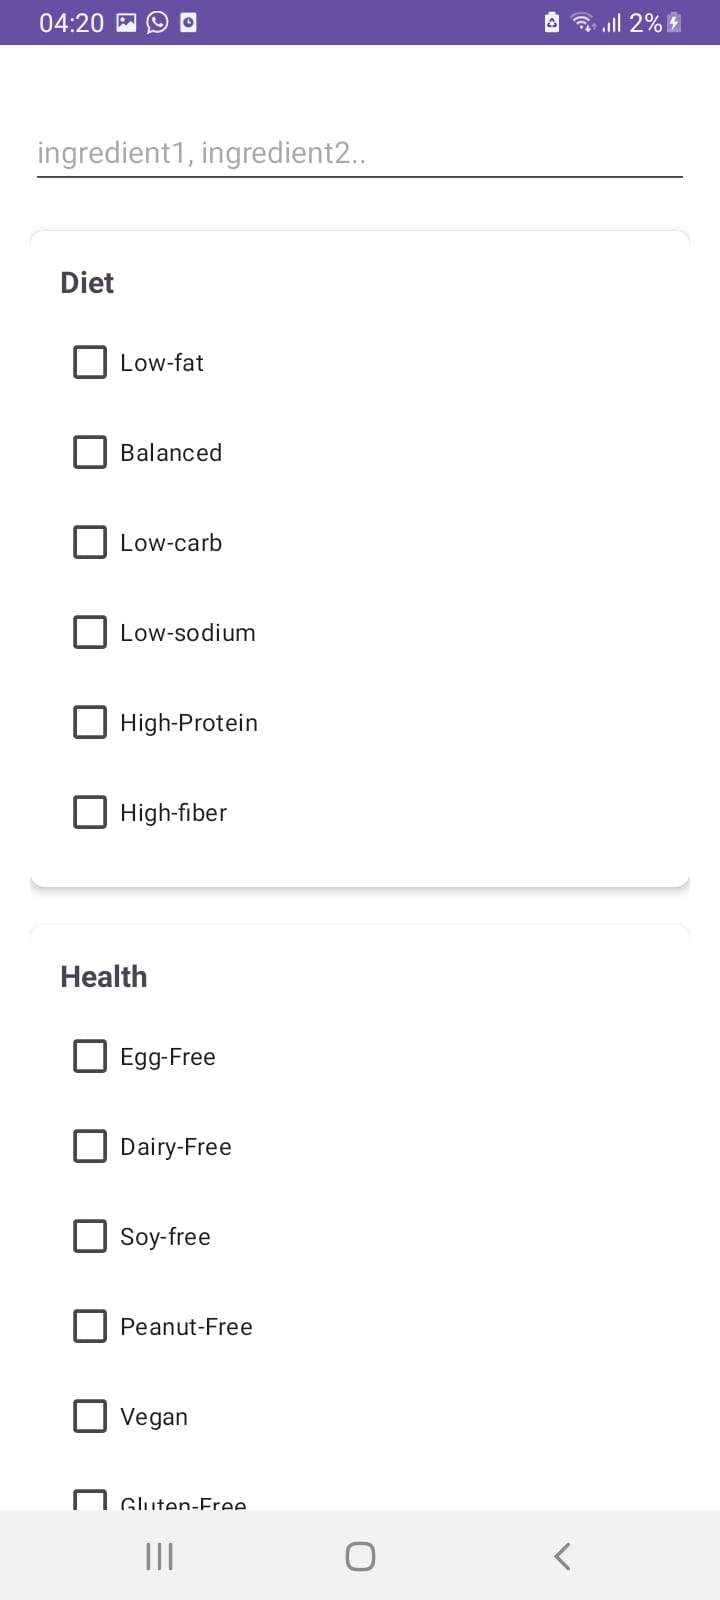 04:20 2%
ingredient1, ingredient2..
Diet
Low-fat
Balanced
Low-carb
Low-sodium
High-Protein
High-fiber
Health
Egg-Free
Dairy-Free
Soy-free
Peanut-Free
Vegan
Gluten-Free